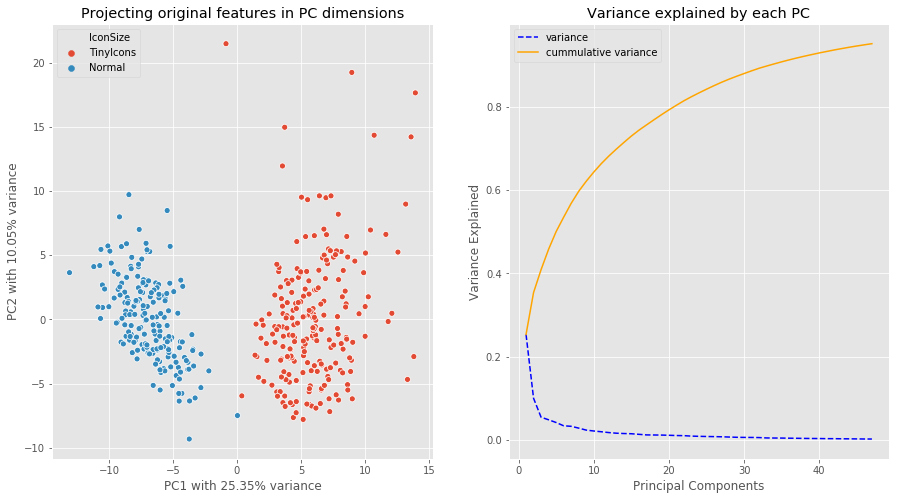 Projecting original features in PC dimensions
IconSize
TinyIcons
Normal
20
15
10
5
0
−5
−10
PC2 with 10.05% variance
−10
−5
0
5
10
15
PC1 with 25.35% variance
Variance explained by each PC
variance
cummulative variance
0.8
0.6
0.4
0.2
0.0
Variance Explained
0
10
20
30
40
Principal Components